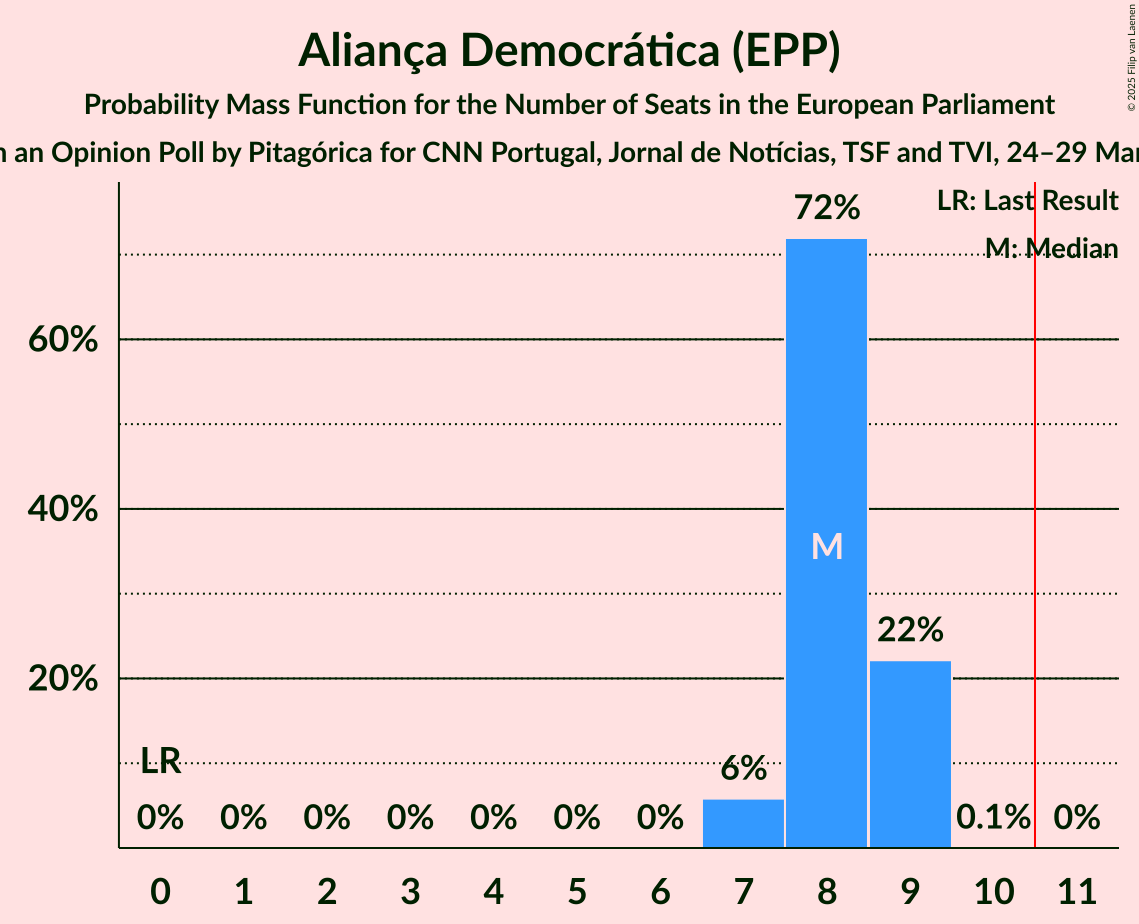 Aliança Democrática (EPP)
Probability Mass Function for the Number of Seats in the European Parliament
an Opinion Poll by Pitagórica for CNN Portugal, Jornal de Notícias, TSF and TVI, 24–29
© 2025 Filip van Laenen
LR: Last Result
M: Median
72%
60%
40%
M
22%
20%
LR
6%
0% 0% 0% 0% 0% 0% 0% 0.1% 0%
0 1 2 3 4 5 6 7 8 9 10 11